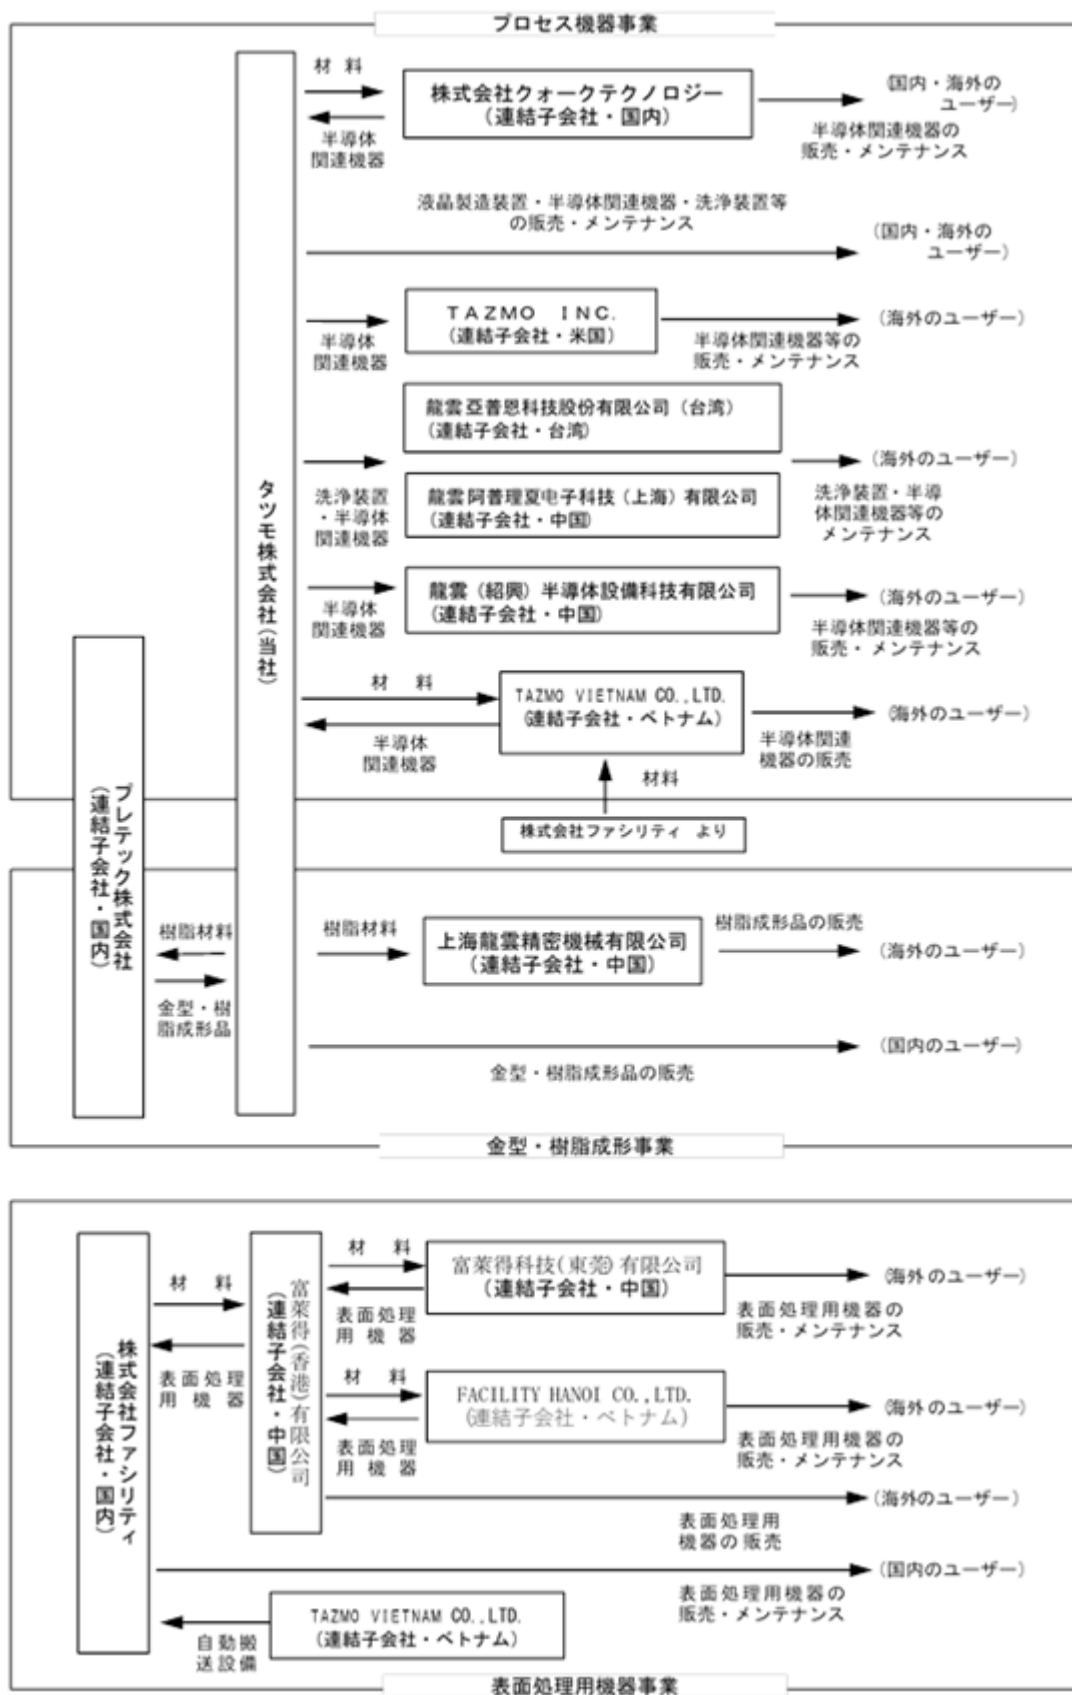 プロセス機器事業
材 料
株式会社クォークテクノロジー
(連結子会社・国内)
(国内・海外の
ユーザー)
半導体
関連機器
半導体関連機器の
販売・メンテナンス
液晶製造装置・半導体関連機器・洗浄装置等
の販売・メンテナンス
(国内・海外の
ユーザー)
TAZMO INC.
(連結子会社・米国)
(海外のユーザー)
半導体
関連機器
半導体関連機器等の
販売・メンテナンス
龍雲亞普恩科技股份有限公司(台湾)
(連結子会社・台湾)
(海外のユーザー)
洗浄装置
・半導体
関連機器
龍雲阿普理夏电子科技(上海)有限公司
(連結子会社・中国)
洗浄装置・半導
体関連機器等の
メンテナンス
タツモ株式会社(当社)
龍雲(紹興)半導体設備科技有限公司
(連結子会社・中国)
(海外のユーザー)
半導体
関連機器
半導体関連機器等の
販売・メンテナンス
材 料
TAZMO VIETNAM CO.,LTD.
(連結子会社・ベトナム)
(海外のユーザー)
半導体
関連機器
半導体関連
機器の販売
材料
株式会社ファシリティ より
プレテック株式会社
(連結子会社・国内)
樹脂材料
樹脂材料
上海龍雲精密機械有限公司
(連結子会社・中国)
樹脂成形品の販売
(海外のユーザー)
金型・樹
脂成形品
(国内のユーザー)
金型・樹脂成形品の販売
金型・樹脂成形事業
材 料
富萊得科技(東莞)有限公司
(連結子会社・中国)
(海外のユーザー)
材 料
表面処理
用機器
表面処理用機器の
販売・メンテナンス
表面処理
用機器
富萊得(香港)有限公司
(連結子会社・中国)
株式会社ファシリティ
(連結子会社・国内)
材 料
FACILITY HANOI CO.,LTD.
(連結子会社・ベトナム)
(海外のユーザー)
表面処理
用機器
表面処理用機器の
販売・メンテナンス
(海外のユーザー)
表面処理用
機器の販売
(国内のユーザー)
表面処理用機器の
販売・メンテナンス
TAZMO VIETNAM CO.,LTD.
(連結子会社・ベトナム)
自動搬
送設備
表面処理用機器事業